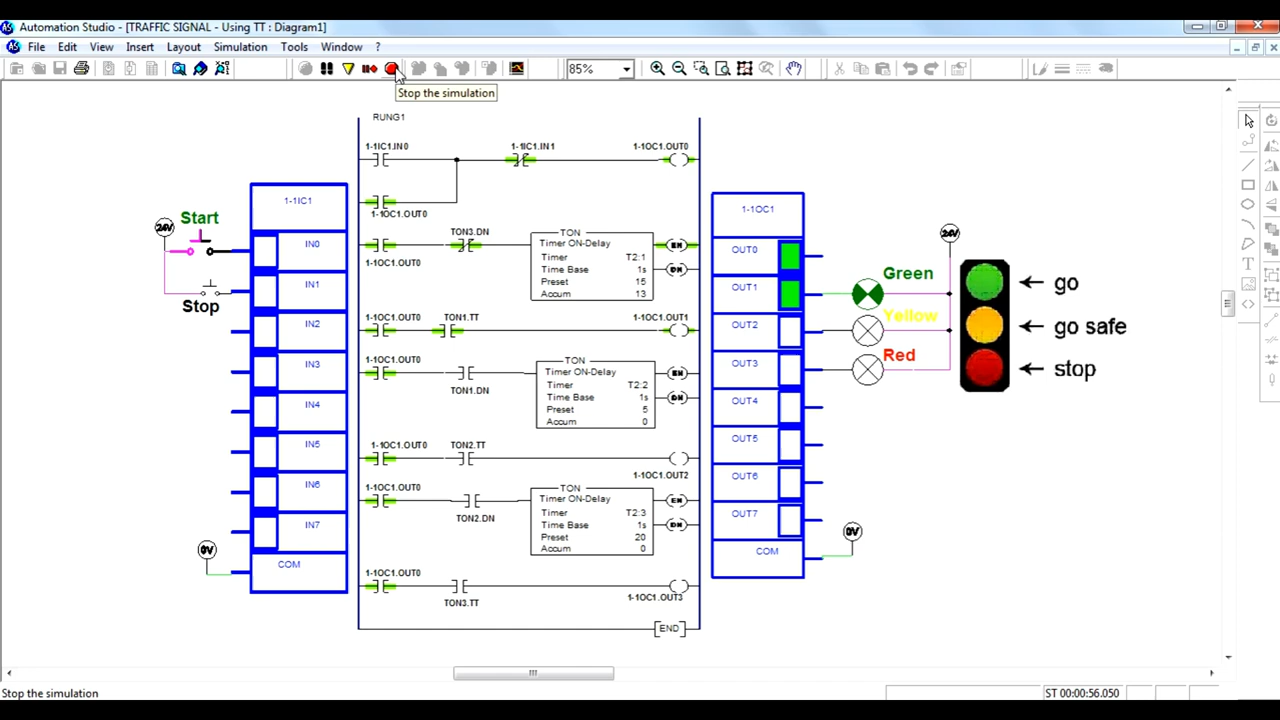 Automation Studio - [TRAFFIC SIGNAL - Using TT : Diagram1]
File Edit View Insert Layout Simulation Tools Window ?
85%
Stop the simulation
RUNG1
1-1IC1.IN0 1-1IC1.IN1 1-1OC1.OUT0
1-1OC1.OUT0
TON3.DN
1-1OC1.OUT0
TON
Timer ON-Delay
Timer T2:1
Time Base 1s
Preset 15
Accum 13
EN
DN
1-1OC1.OUT0 TON1.TT 1-1OC1.OUT1
1-1OC1.OUT0
TON1.DN
TON
Timer ON-Delay
Timer T2:2
Time Base 1s
Preset 5
Accum 0
EN
DN
1-1OC1.OUT0 TON2.TT
1-1OC1.OUT2
1-1OC1.OUT0
TON2.DN
TON
Timer ON-Delay
Timer T2:3
Time Base 1s
Preset 20
Accum 0
EN
DN
1-1OC1.OUT0
TON3.TT
1-1OC1.OUT3
END
24V
Start
Stop
0V
1-1IC1
IN0
IN1
IN2
IN3
IN4
IN5
IN6
IN7
COM
1-1OC1
OUT0
OUT1
OUT2
OUT3
OUT4
OUT5
OUT6
OUT7
COM
0V
24V
Green
Yellow
Red
go
go safe
stop
Stop the simulation
ST 00:00:56.050